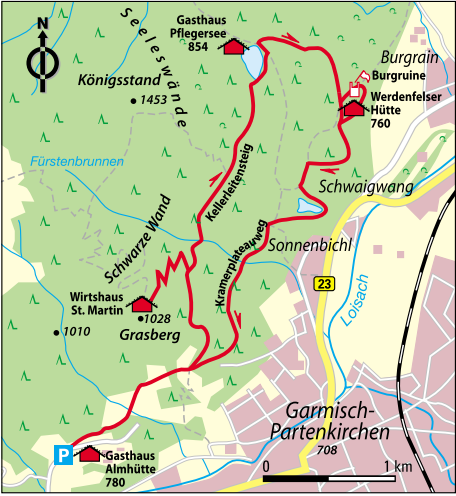 N
Seeleswände
Gasthaus
Pflegersee
854
Königsstand
1453
Burgrain
Burgruine
Werdenfelser
Hütte
760
Fürstenbrunnen
Kellerleitensteig
Schwaigwang
Schwarze Wand
Kramerplateauweg
Sonnenbichl
Wirtshaus
St. Martin
1028
Grasberg
1010
23
Loisach
Garmisch-
Partenkirchen
708
P
Gasthaus
Almhütte
780
0
1 km